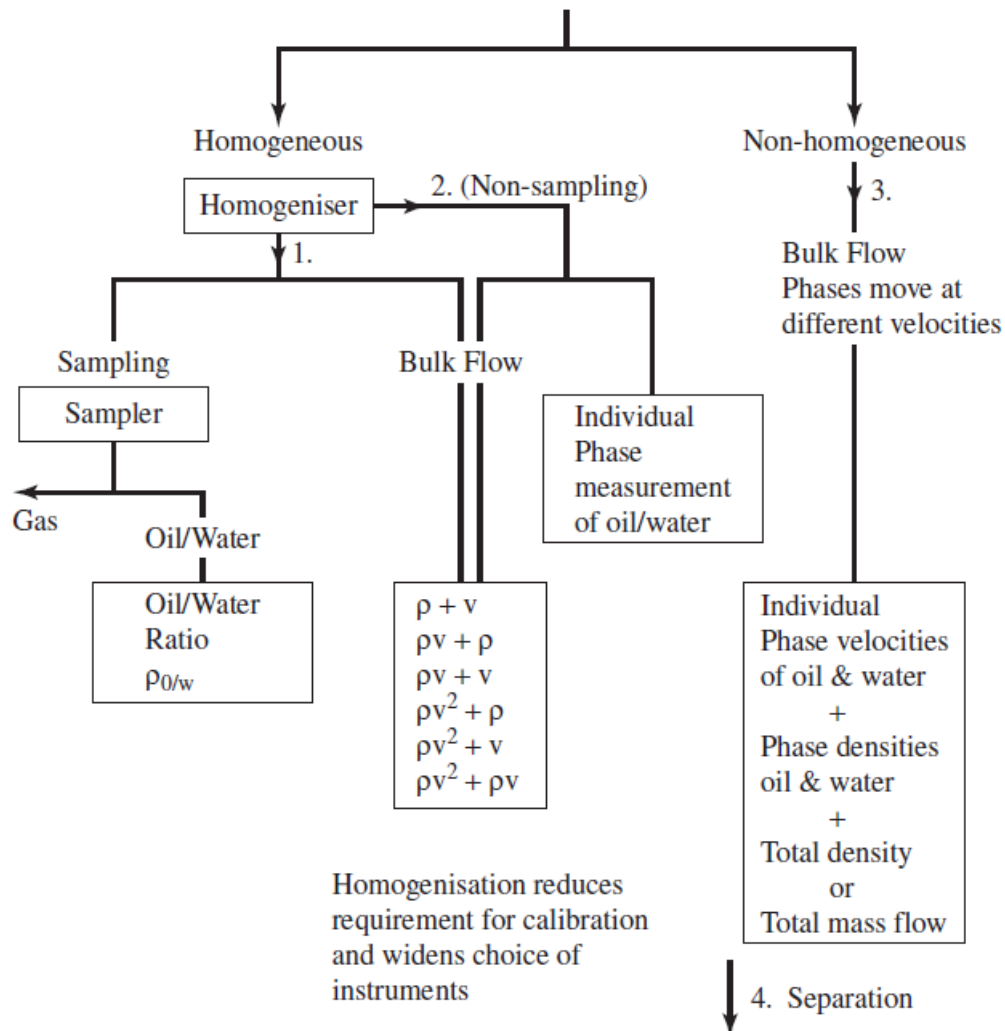 Homogeneous
Non-homogeneous
2. (Non-sampling)
Homogeniser
3.
1.
Bulk Flow
Phases move at
different velocities
Sampling
Bulk Flow
Sampler
Individual
Phase
measurement
of oil/water
Gas
Oil/Water
Oil/Water
Ratio
ρ0/w
ρ + v
ρv + ρ
ρv + v
ρv² + ρ
ρv² + v
ρv² + ρv
Individual
Phase velocities
of oil & water
+
Phase densities
oil & water
+
Total density
or
Total mass flow
Homogenisation reduces
requirement for calibration
and widens choice of
instruments
4. Separation